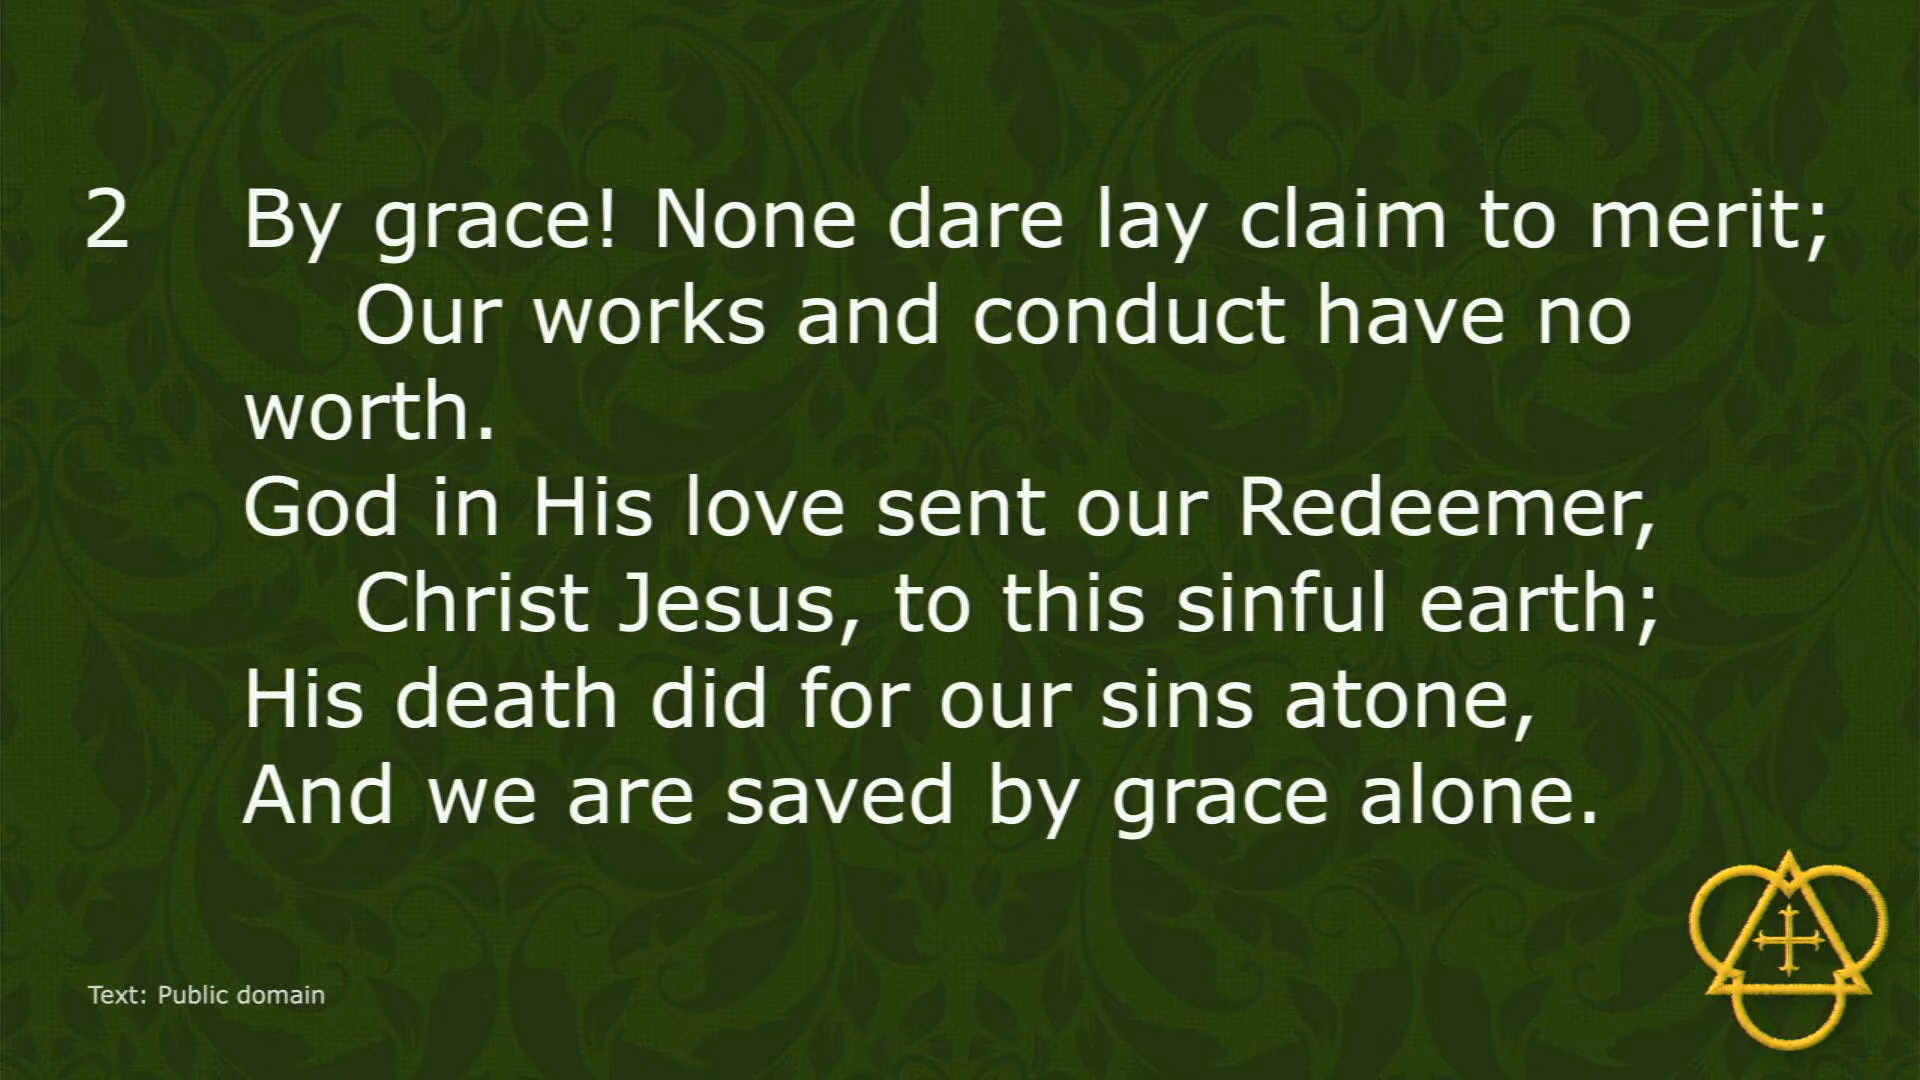 2 By grace! None dare lay claim to merit;
Our works and conduct have no
worth.
God in His love sent our Redeemer,
Christ Jesus, to this sinful earth;
His death did for our sins atone,
And we are saved by grace alone.
Text: Public domain